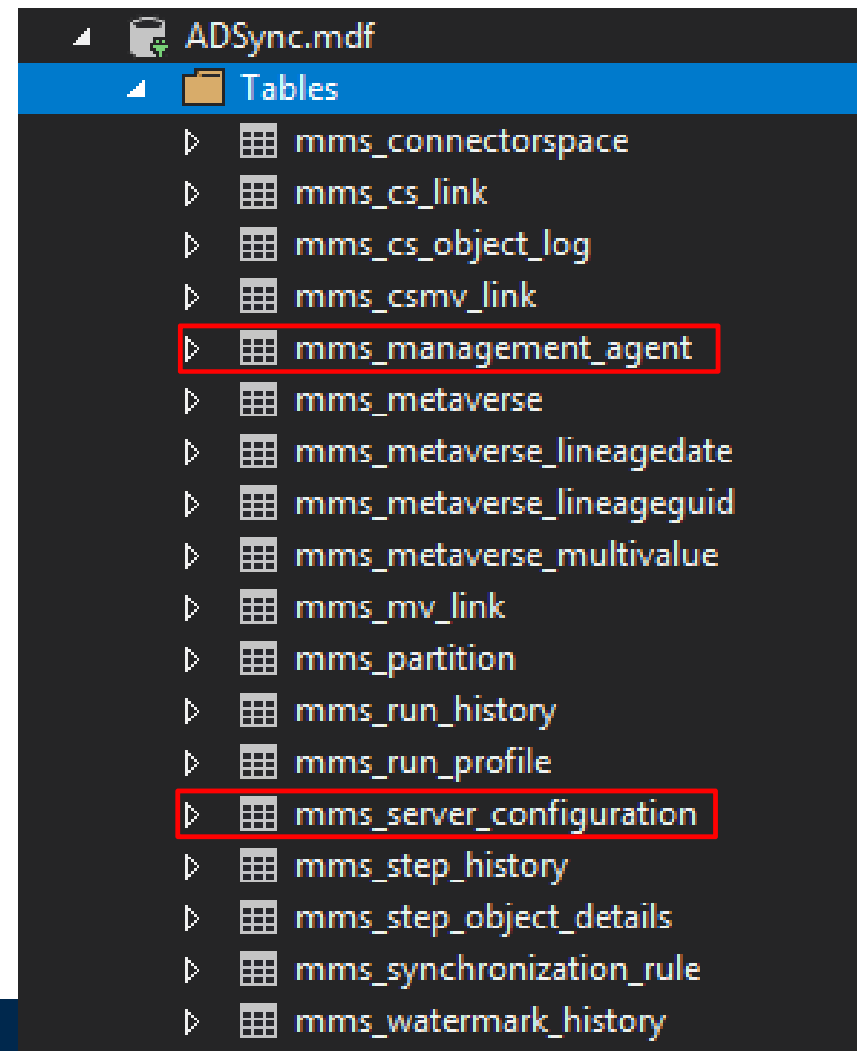 ADSync.mdf
Tables
mms_connectorspace
mms_cs_link
mms_cs_object_log
mms_csmv_link
mms_management_agent
mms_metaverse
mms_metaverse_lineagedate
mms_metaverse_lineageguid
mms_metaverse_multivalue
mms_mv_link
mms_partition
mms_run_history
mms_run_profile
mms_server_configuration
mms_step_history
mms_step_object_details
mms_synchronization_rule
mms_watermark_history